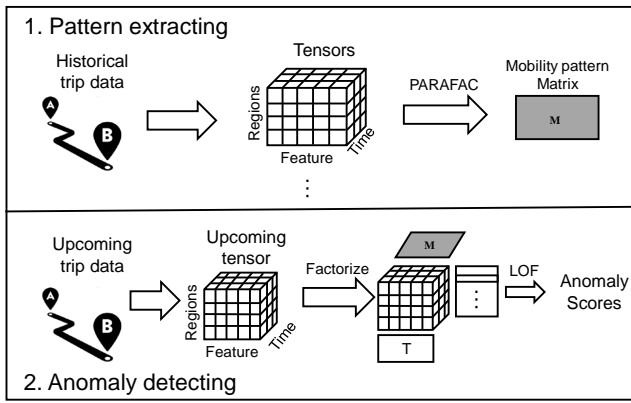 1. Pattern extracting
Historical
trip data
A
B
Tensors
Regions
Feature
Time
⋮
PARAFAC
Mobility pattern
Matrix
M
Upcoming
trip data
A
B
Upcoming
tensor
Regions
Feature
Time
Factorize
M
T
⋮
LOF
Anomaly
Scores
2. Anomaly detecting